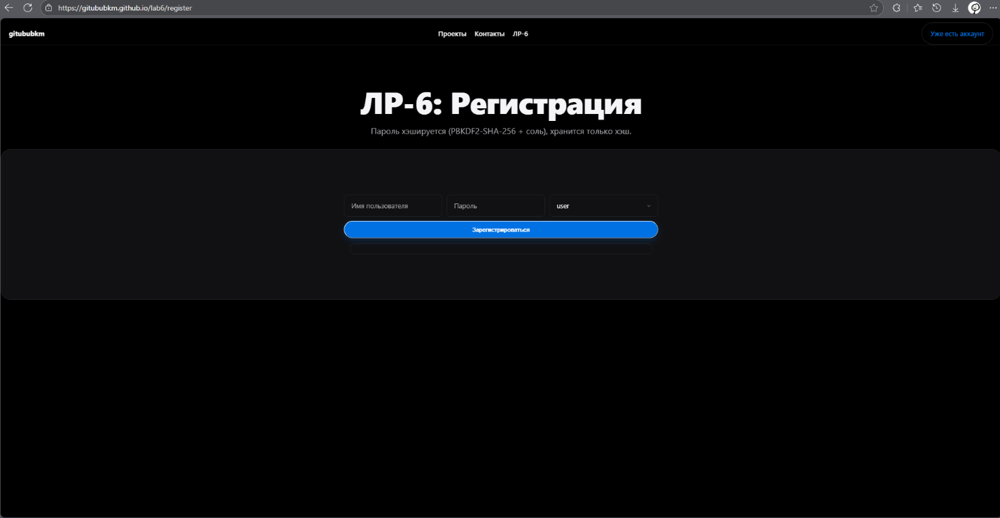 https://gitububkm.github.io/lab6/register
gitububkm
Проекты Контакты ЛР-6
Уже есть аккаунт
ЛР-6: Регистрация
Пароль хэшируется (PBKDF2-SHA-256 + соль), хранится только хэш.
Имя пользователя Пароль user
Зарегистрироваться